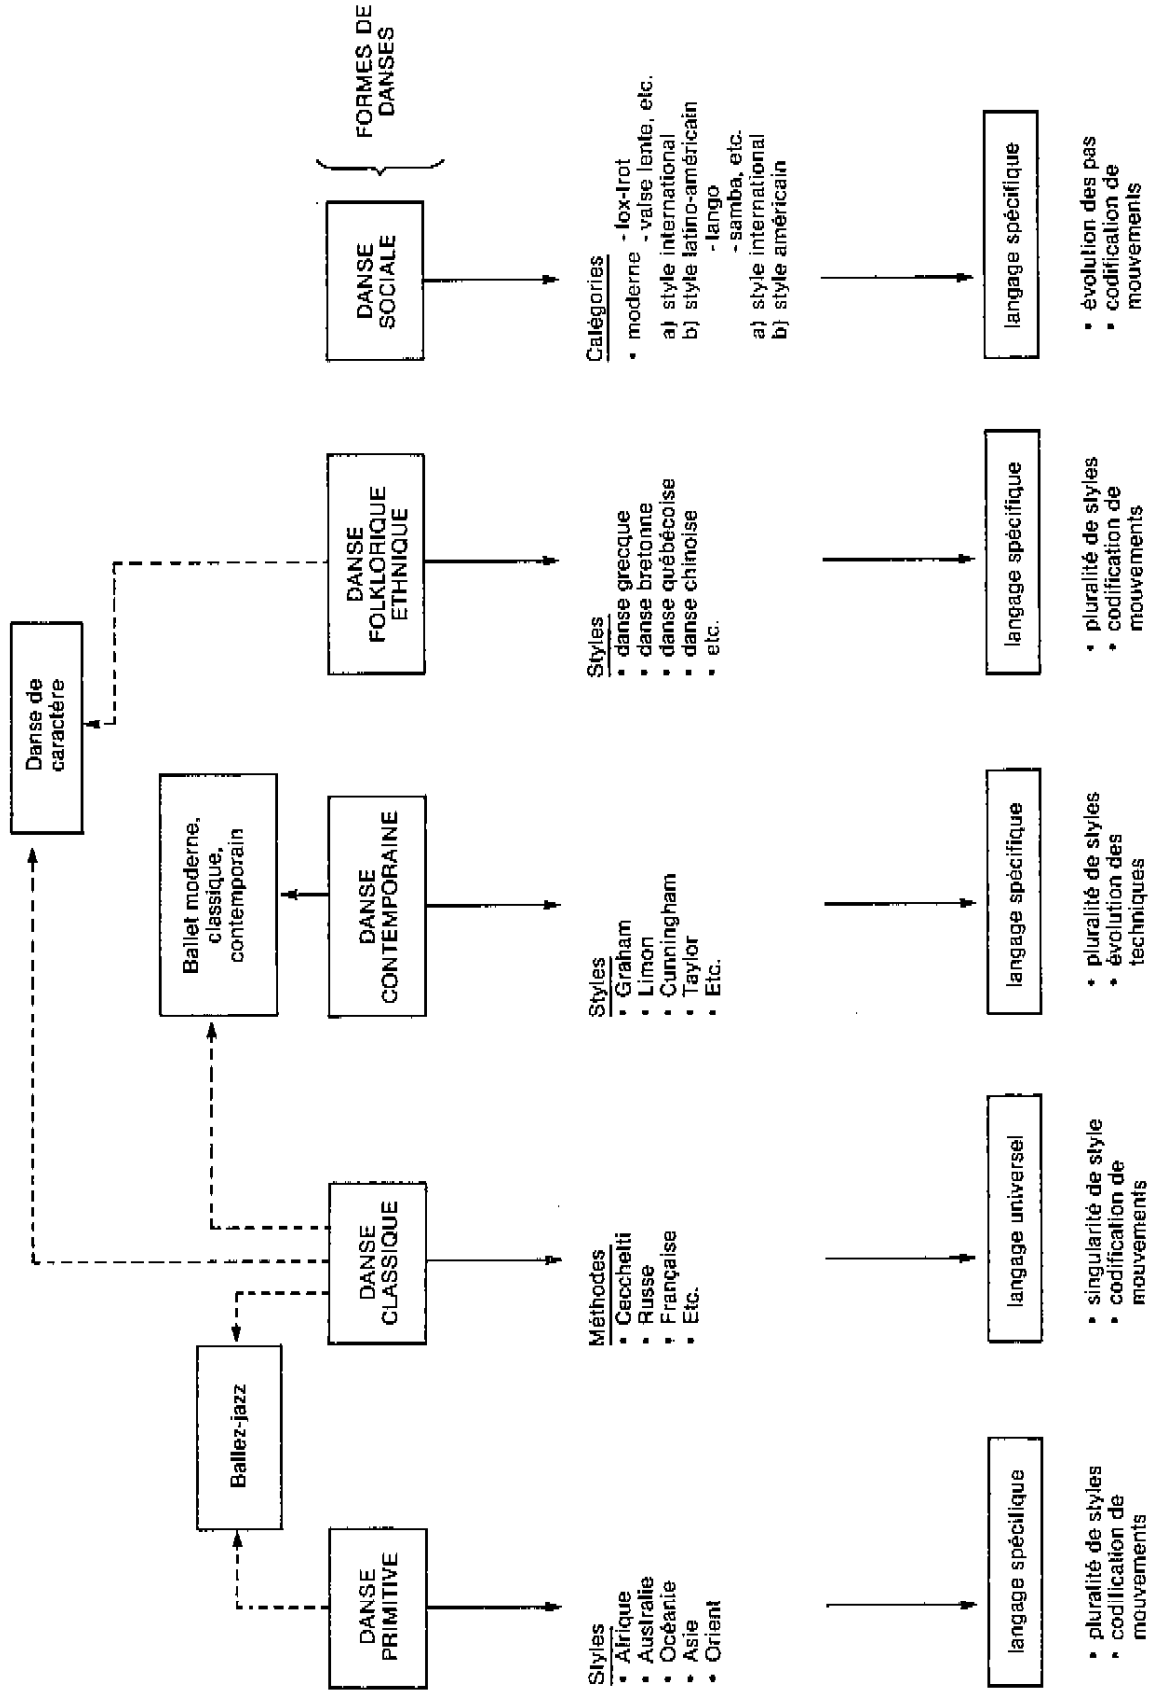 Danse de
caractère
Ballez-jazz
Ballet moderne,
classique,
contemporain
DANSE
PRIMITIVE
DANSE
CLASSIQUE
DANSE
CONTEMPORAINE
DANSE
FOLKLORIQUE
ETHNIQUE
DANSE
SOCIALE
FORMES DE
DANSES
Styles
• Afrique
• Australie
• Océanie
• Asie
• Orient
Méthodes
• Cecchetti
• Russe
• Française
• Etc.
Styles
• Graham
• Limon
• Cunningham
• Taylor
• Etc.
Styles
• danse grecque
• danse bretonne
• danse québécoise
• danse chinoise
• etc.
Catégories
• moderne - fox-trot
- valse lente, etc.
a) style international
b) style latino-américain
- tango
- samba, etc.
a) style international
b) style américain
langage spécifique
• pluralité de styles
• codification de
mouvements
langage universel
• singularité de style
• codification de
mouvements
langage spécifique
• pluralité de styles
• évolution des
techniques
langage spécifique
• pluralité de styles
• codification de
mouvements
langage spécifique
• évolution des pas
• codification de
mouvements